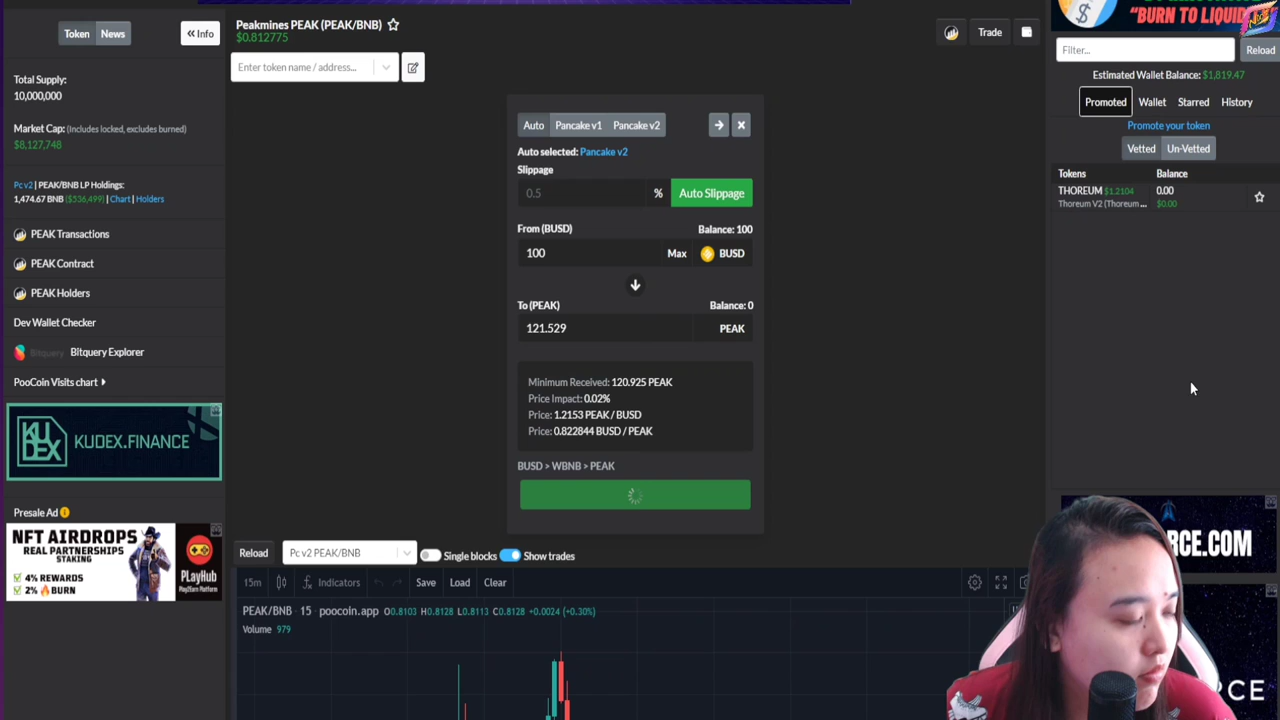 Token News
<< Info
Total Supply:
10,000,000
Market Cap: (Includes locked, excludes burned)
$8,127,748
Pc v2 | PEAK/BNB LP Holdings:
1,474.67 BNB ($536,499) | Chart | Holders
PEAK Transactions
PEAK Contract
PEAK Holders
Dev Wallet Checker
Bitquery Bitquery Explorer
PooCoin Visits chart
KUDEX.FINANCE
Presale Ad
NFT AIRDROPS
REAL PARTNERSHIPS
STAKING
4% REWARDS
2% BURN
PLayHub
Play2Earn Platform
Peakmines PEAK (PEAK/BNB)
$0.812775
Enter token name / address...
Trade
Auto Pancake v1 Pancake v2
Auto selected: Pancake v2
Slippage
0.5 % Auto Slippage
From (BUSD) Balance: 100
100 Max BUSD
To (PEAK) Balance: 0
121.529 PEAK
Minimum Received: 120.925 PEAK
Price Impact: 0.02%
Price: 1.2153 PEAK / BUSD
Price: 0.822844 BUSD / PEAK
BUSD > WBNB > PEAK
Reload Pc v2 PEAK/BNB Single blocks Show trades
15m Indicators Save Load Clear
PEAK/BNB · 15 poocoin.app O0.8103 H0.8128 L0.8113 C0.8128 +0.0024 (+0.30%)
Volume 979
"BURN TO LIQUID
Filter... Reload
Estimated Wallet Balance: $1,819.47
Promoted Wallet Starred History
Promote your token
Vetted Un-Vetted
Tokens Balance
THOREUM $1.2104 0.00
Thoreum V2 (Thoreum ... $0.00
RCE.COM
RCE